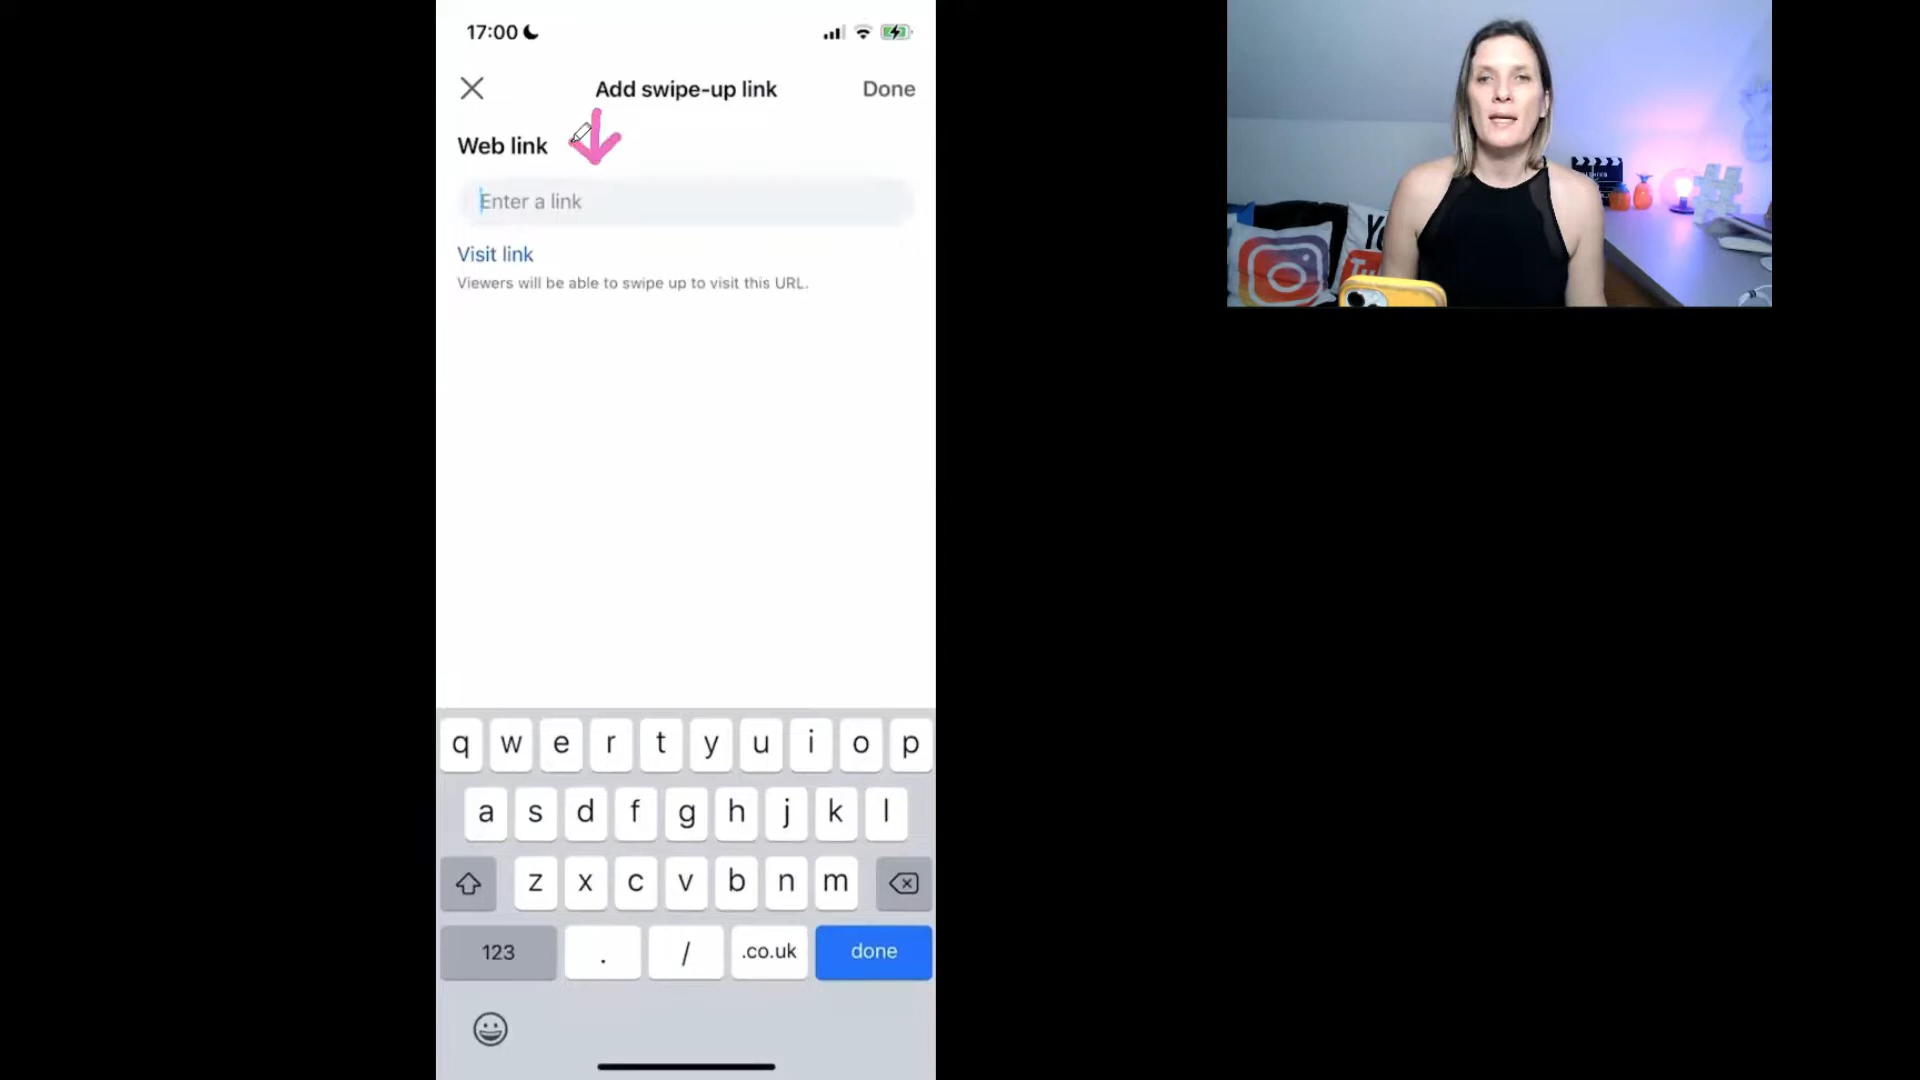 17:00
Add swipe-up link
Done
Web link
Enter a link
Visit link
Viewers will be able to swipe up to visit this URL.
q w e r t y u i o p
a s d f g h j k l
z x c v b n m
123 . / .co.uk done